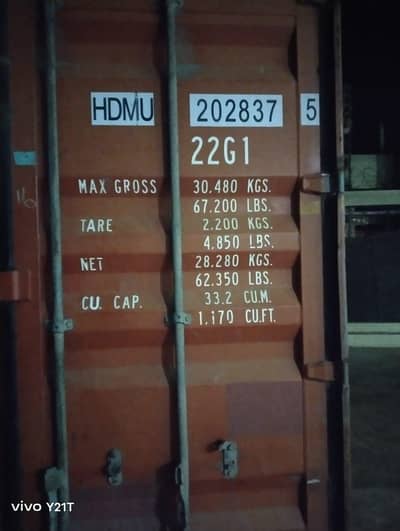 HDMU 202837 5
22G1
MAX GROSS 30.480 KGS.
67.200 LBS.
TARE 2.200 KGS.
4.850 LBS.
NET 28.280 KGS.
62.350 LBS.
CU. CAP. 33.2 CU.M.
1.170 CU.FT.
16
vivo Y21T